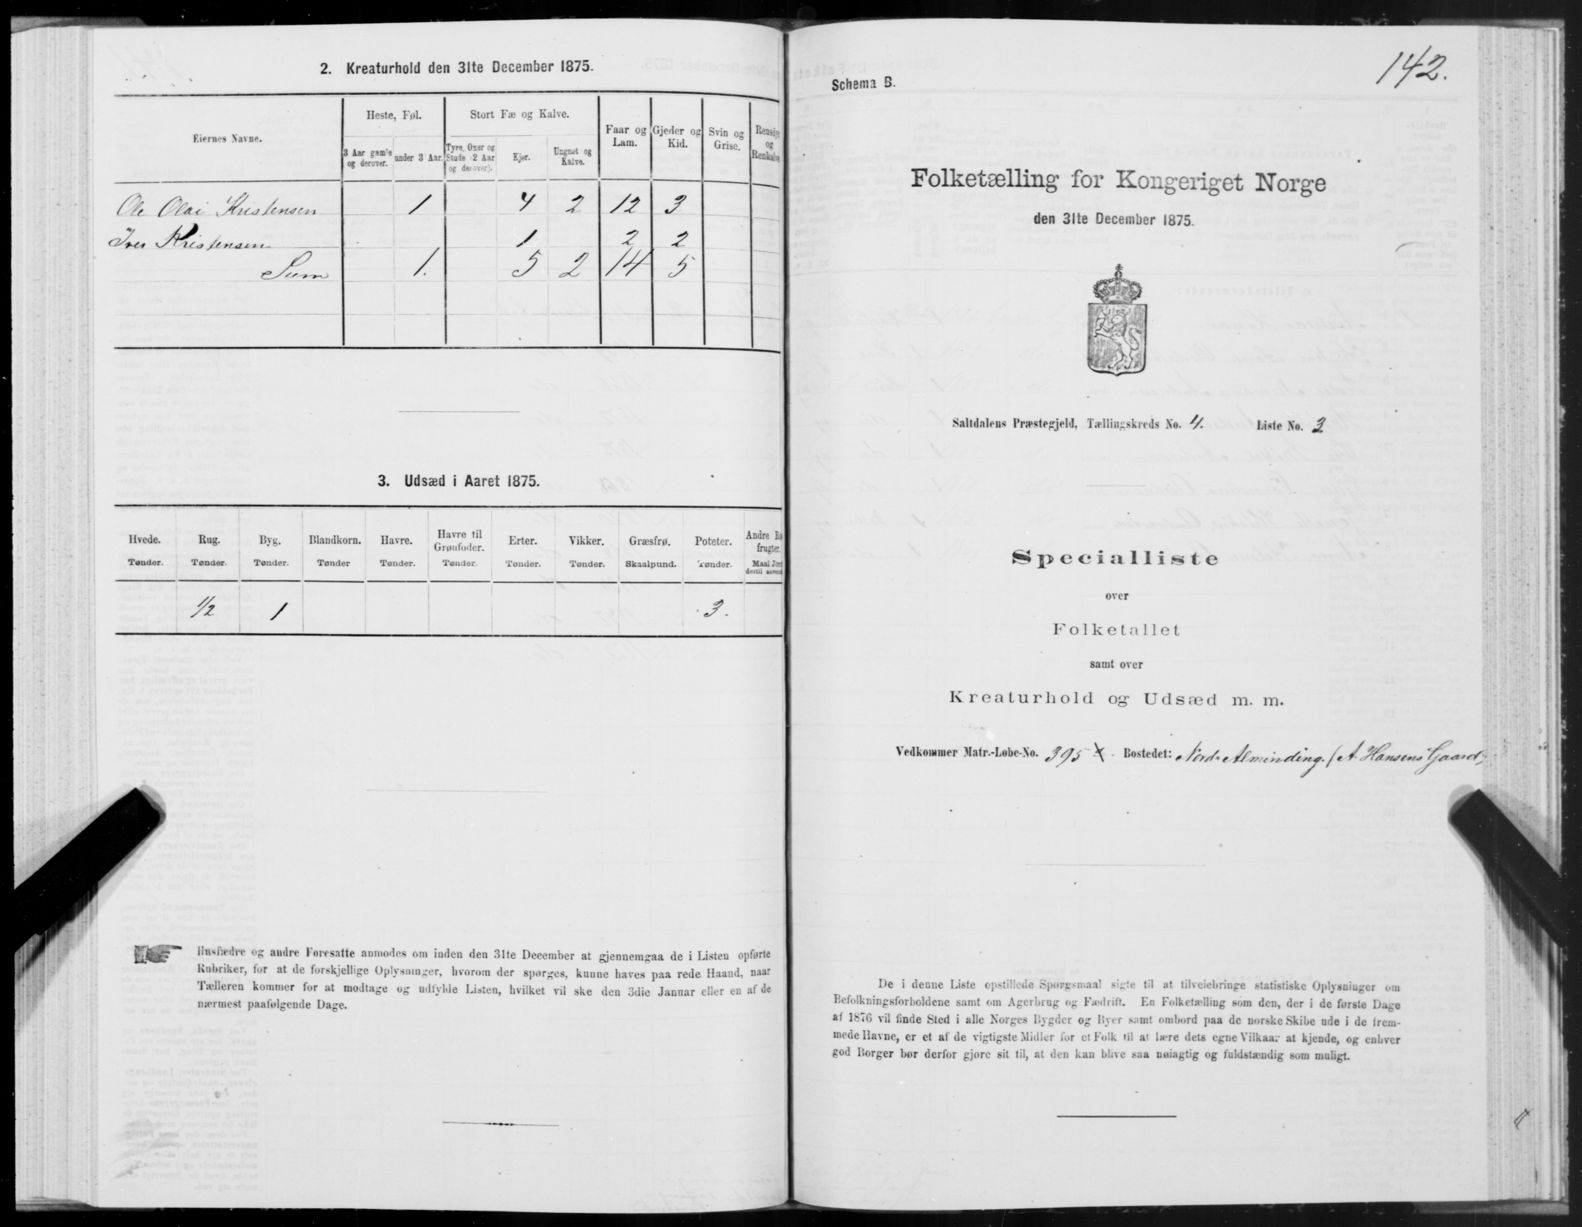 2. Kreaturhold den 31te December 1875.
Eiernes Navne.
Heste, Føl.
3 Aar gamle og derover.
under 3 Aar.
Stort Fæ og Kalve.
Tyre, Oxer og Stude (2 Aar og derover).
Kjør.
Ungnøt og Kalve.
Faar og Lam.
Gjeder og Kid.
Svin og Grise.
Rensdyr og Renkalve
Ole Olai Kristensen 1 4 2 12 3
Iver Kristensen 1 2 2
Sum 1. 5 2 14 5
3. Udsæd i Aaret 1875.
Hvede. Rug. Byg. Blandkorn. Havre. Havre til Grønfoder. Erter. Vikker. Græsfrø. Poteter. Andre Ro frugter.
Tønder. Tønder. Tønder. Tønder Tønder. Tønder. Tønder. Tønder. Skaalpund. Tønder. Maal Jord dertil anvend
1/2 1 3.
Husfædre og andre Foresatte anmodes om inden den 31te December at gjennemgaa de i Listen opførte
Rubriker, for at de forskjellige Oplysninger, hvorom der spørges, kunne haves paa rede Haand, naar
Tælleren kommer for at modtage og udfylde Listen, hvilket vil ske den 3die Januar eller en af de
nærmest paafølgende Dage.
142.
Schema B.
Folketælling for Kongeriget Norge
den 31te December 1875.
Saltdalens Præstegjeld, Tællingskreds No. 4. Liste No. 3
Specialliste
over
Folketallet
samt over
Kreaturhold og Udsæd m. m.
Vedkommer Matr.-Løbe-No. 395 Bostedet: Nord-Alminding. (A. Hansens Gaard)
De i denne Liste opstillede Spørgsmaal sigte til at tilveiebringe statistiske Oplysninger om
Befolkningsforholdene samt om Agerbrug og Fædrift. En Folketælling som den, der i de første Dage
af 1876 vil finde Sted i alle Norges Bygder og Byer samt ombord paa de norske Skibe ude i de frem-
mede Havne, er et af de vigtigste Midler for et Folk til at lære dets egne Vilkaar at kjende, og enhver
god Borger bør derfor gjøre sit til, at den kan blive saa nøiagtig og fuldstændig som muligt.